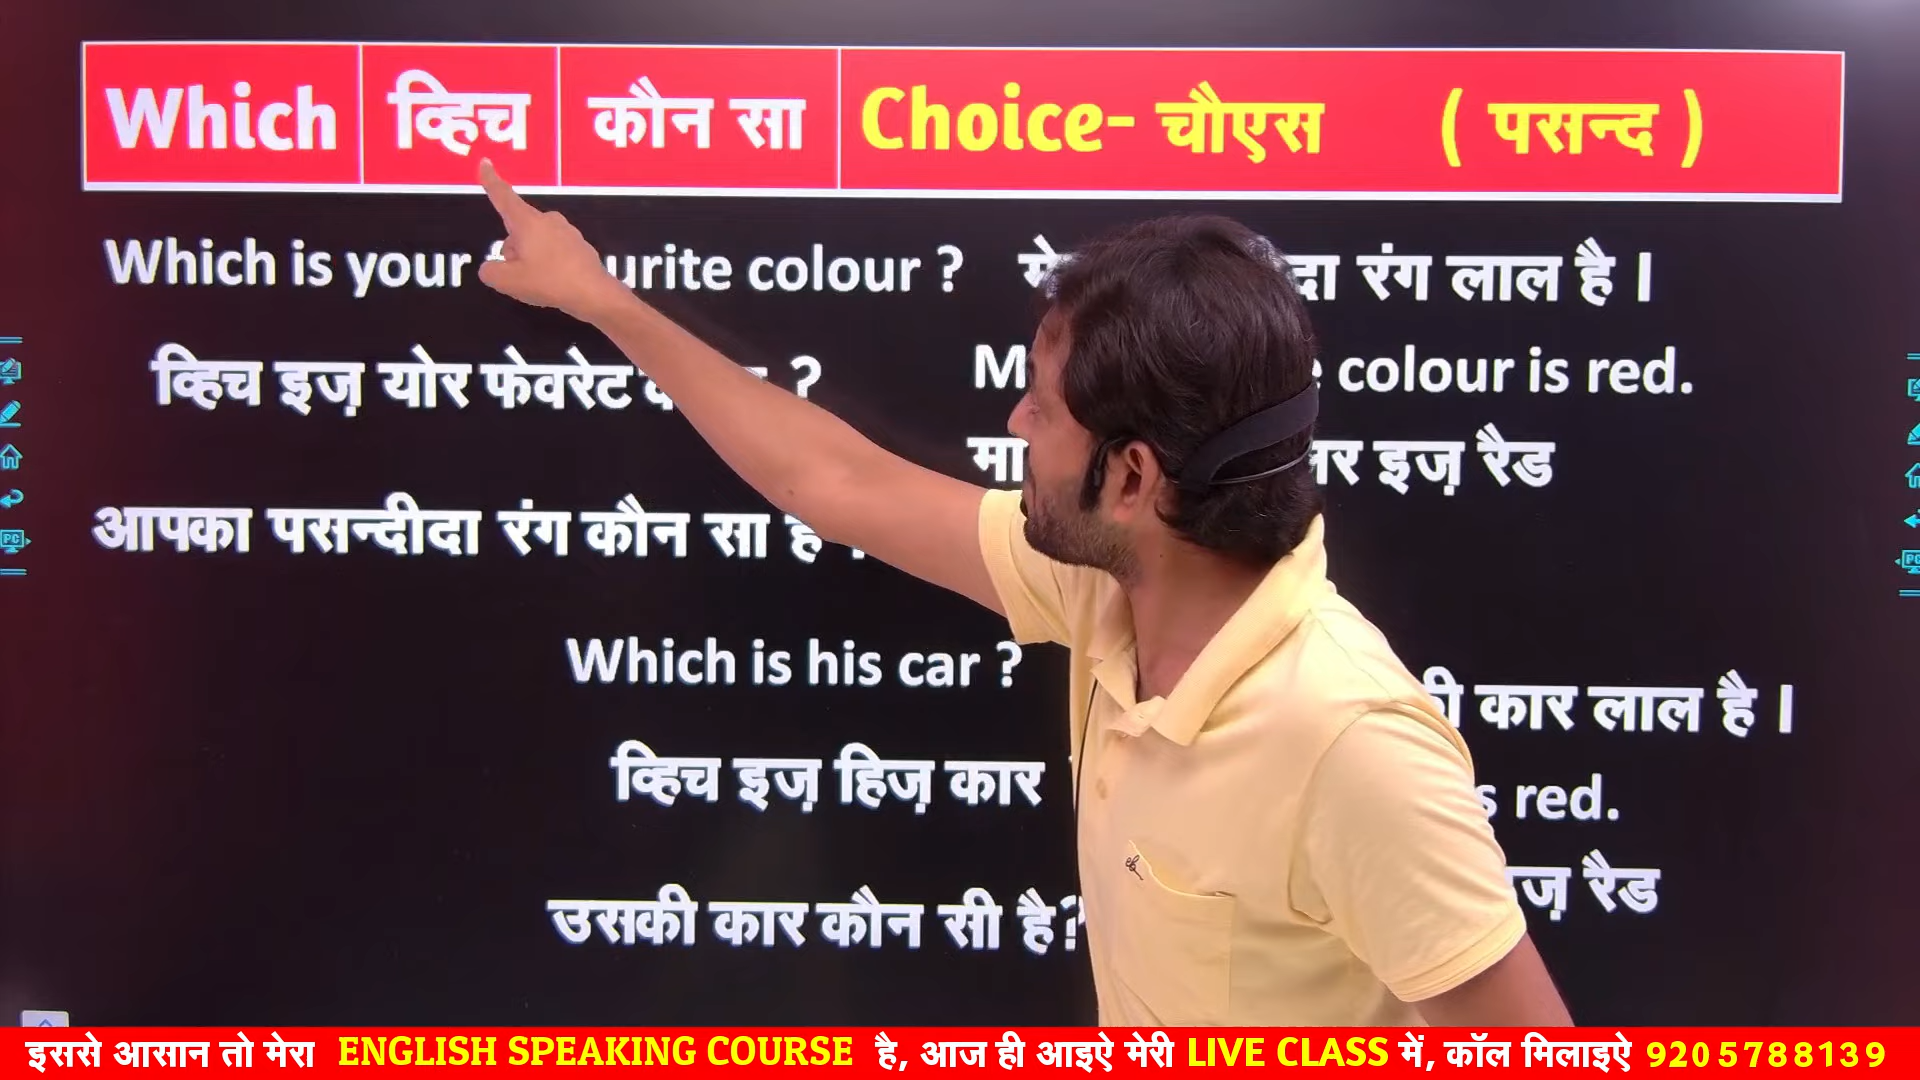 Which व्हिच कौन सा Choice- चौएस ( पसन्द )
Which is your colour ? रंग लाल है ।
व्हिच इज़ योर फेवरेट ? colour is red.
इज़ रैड
आपका पसन्दीदा रंग कौन सा
Which is his car ?
कार लाल है ।
व्हिच इज़ हिज़ कार red.
रैड
उसकी कार कौन सी है?
इससे आसान तो मेरा ENGLISH SPEAKING COURSE है, आज ही आइऐ मेरी LIVE CLASS में, कॉल मिलाइऐ 9205788139